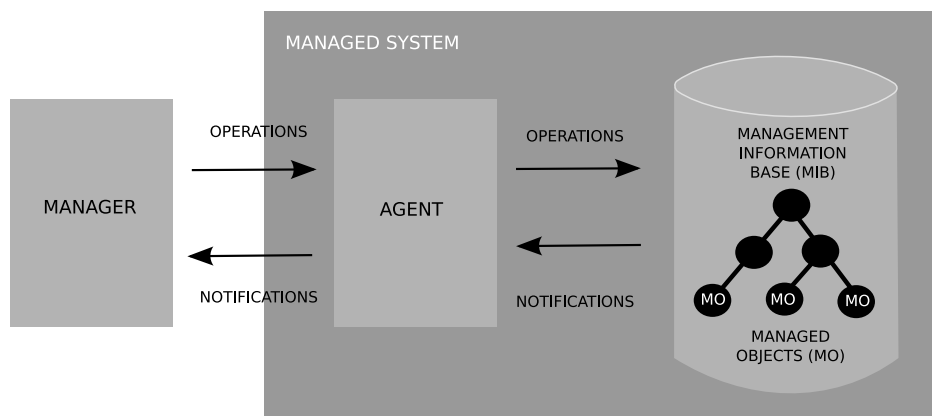 MANAGED SYSTEM
OPERATIONS
OPERATIONS
MANAGEMENT
INFORMATION
BASE (MIB)
MANAGER
AGENT
NOTIFICATIONS
NOTIFICATIONS
MO
MO
MO
MANAGED
OBJECTS (MO)